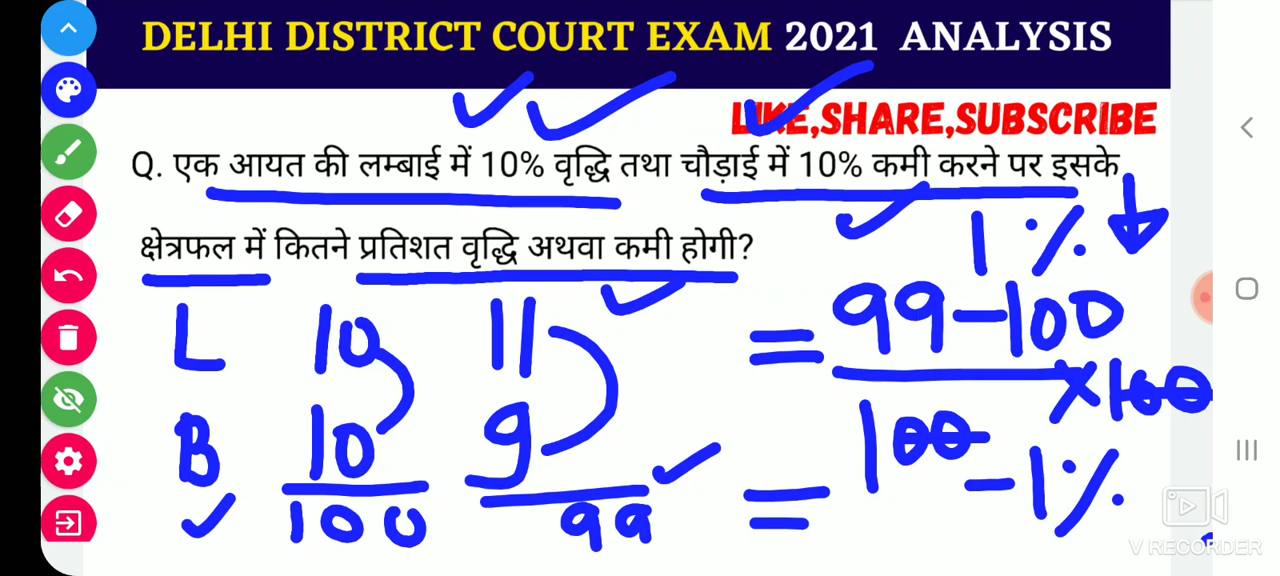 DELHI DISTRICT COURT EXAM 2021 ANALYSIS
LIKE,SHARE,SUBSCRIBE
Q. एक आयत की लम्बाई में 10% वृद्धि तथा चौड़ाई में 10% कमी करने पर इसके
क्षेत्रफल में कितने प्रतिशत वृद्धि अथवा कमी होगी?
1% ↓
L 10 11 = 99-100
×100
B 10 9 100
100 99 = -1%
V RECORDER